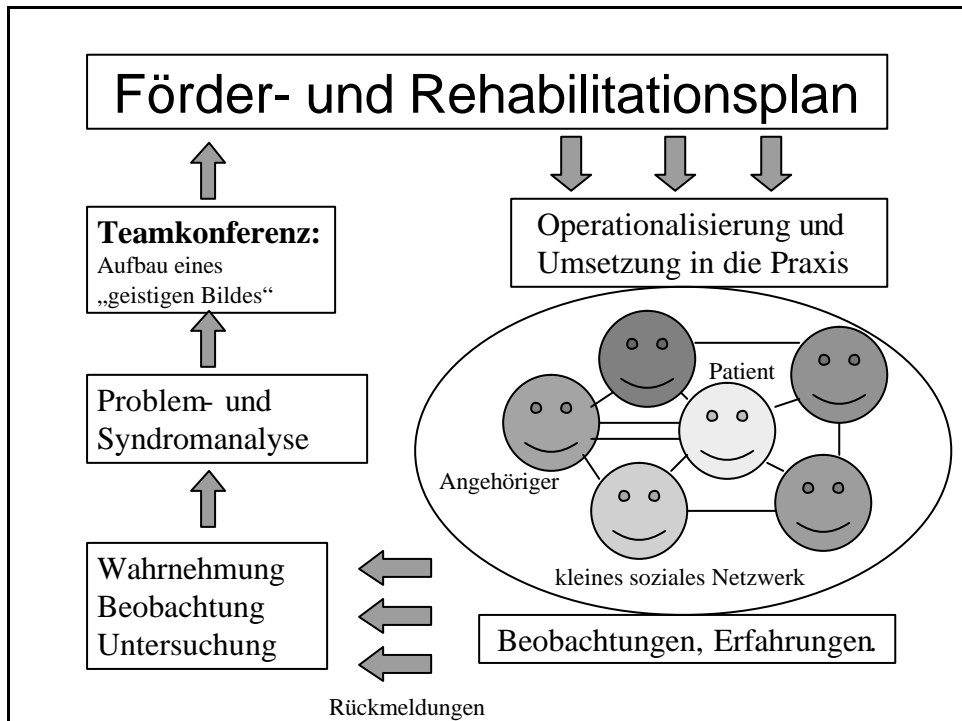 Förder- und Rehabilitationsplan
Teamkonferenz:
Aufbau eines
„geistigen Bildes“
Operationalisierung und
Umsetzung in die Praxis
Problem- und
Syndromanalyse
Patient
Angehöriger
kleines soziales Netzwerk
Wahrnehmung
Beobachtung
Untersuchung
Beobachtungen, Erfahrungen.
Rückmeldungen